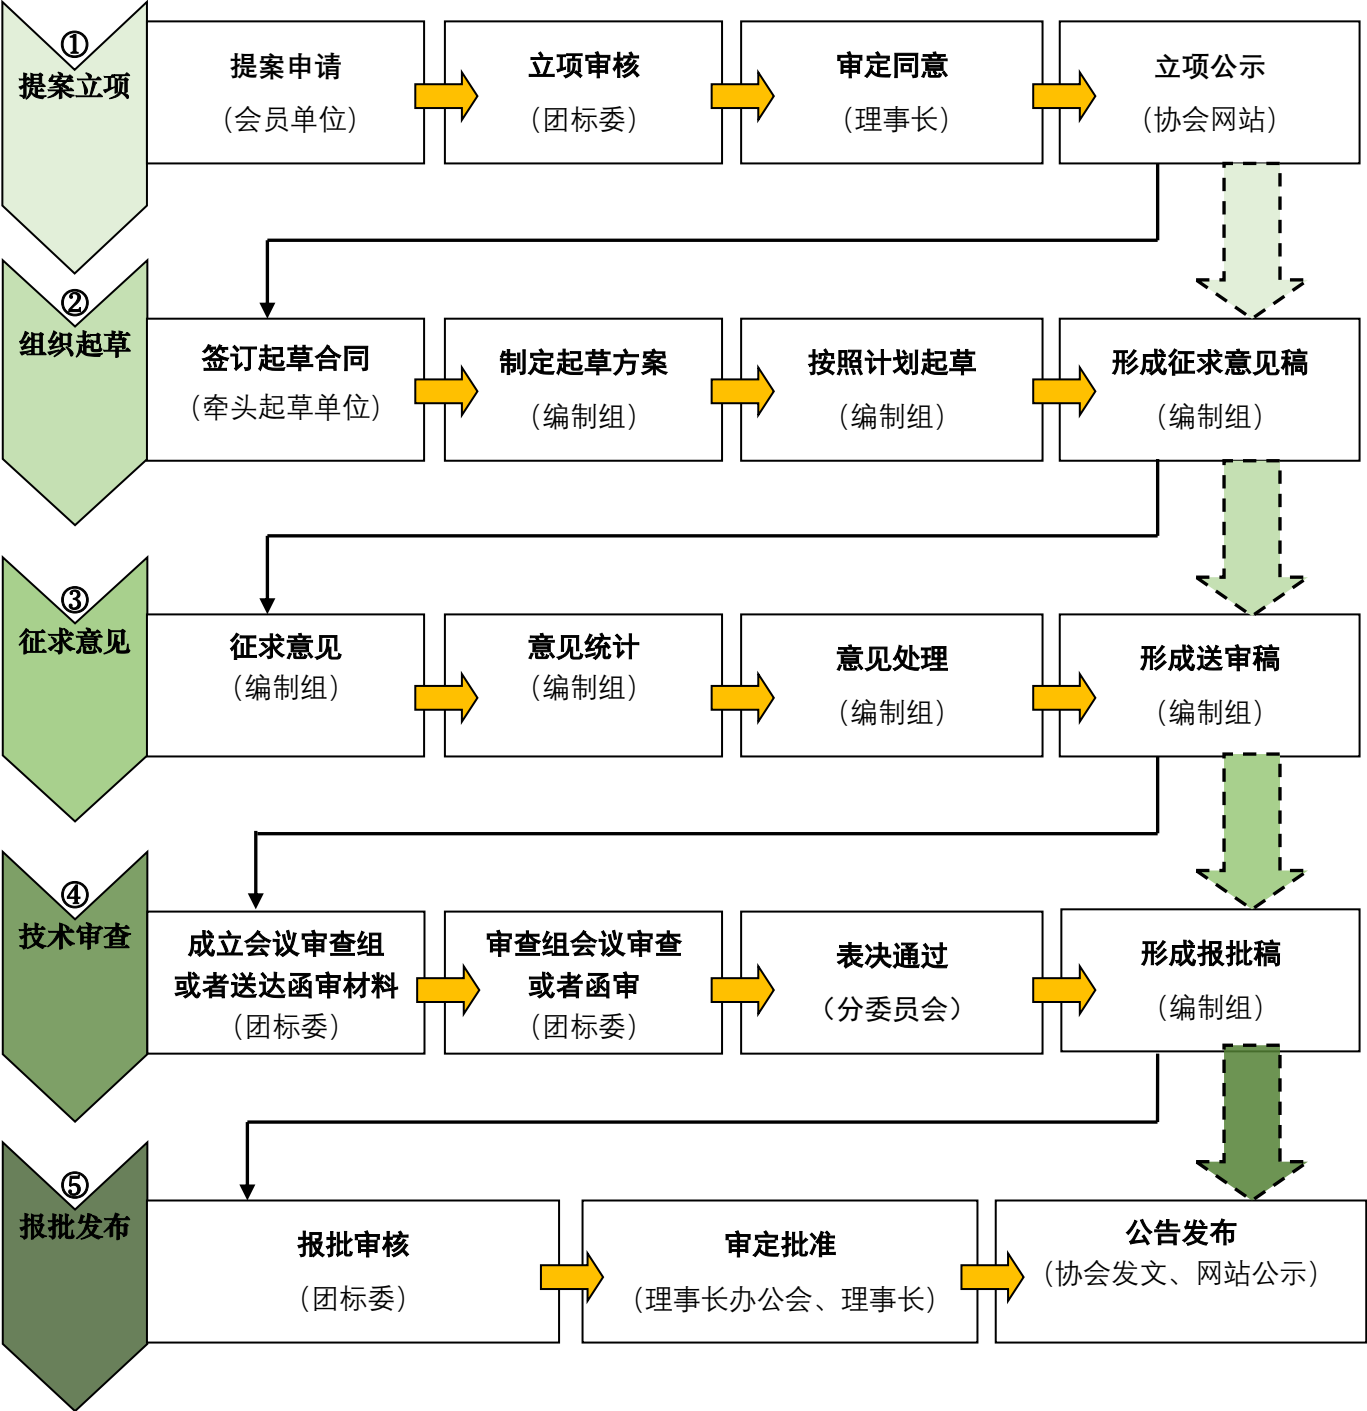 ①
提案立项
提案申请
（会员单位）
立项审核
（团标委）
审定同意
（理事长）
立项公示
（协会网站）
②
组织起草
签订起草合同
（牵头起草单位）
制定起草方案
（编制组）
按照计划起草
（编制组）
形成征求意见稿
（编制组）
③
征求意见
征求意见
（编制组）
意见统计
（编制组）
意见处理
（编制组）
形成送审稿
（编制组）
④
技术审查
成立会议审查组
或者送达函审材料
（团标委）
审查组会议审查
或者函审
（团标委）
表决通过
（分委员会）
形成报批稿
（编制组）
⑤
报批发布
报批审核
（团标委）
审定批准
（理事长办公会、理事长）
公告发布
（协会发文、网站公示）